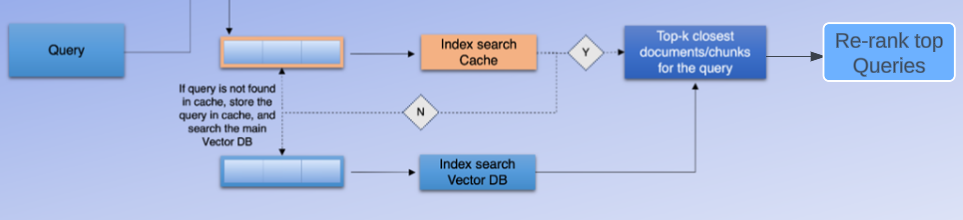 Query
Index search
Cache
Y
Top-k closest
documents/chunks
for the query
Re-rank top
Queries
If query is not found
in cache, store the
query in cache, and
search the main
Vector DB
N
Index search
Vector DB